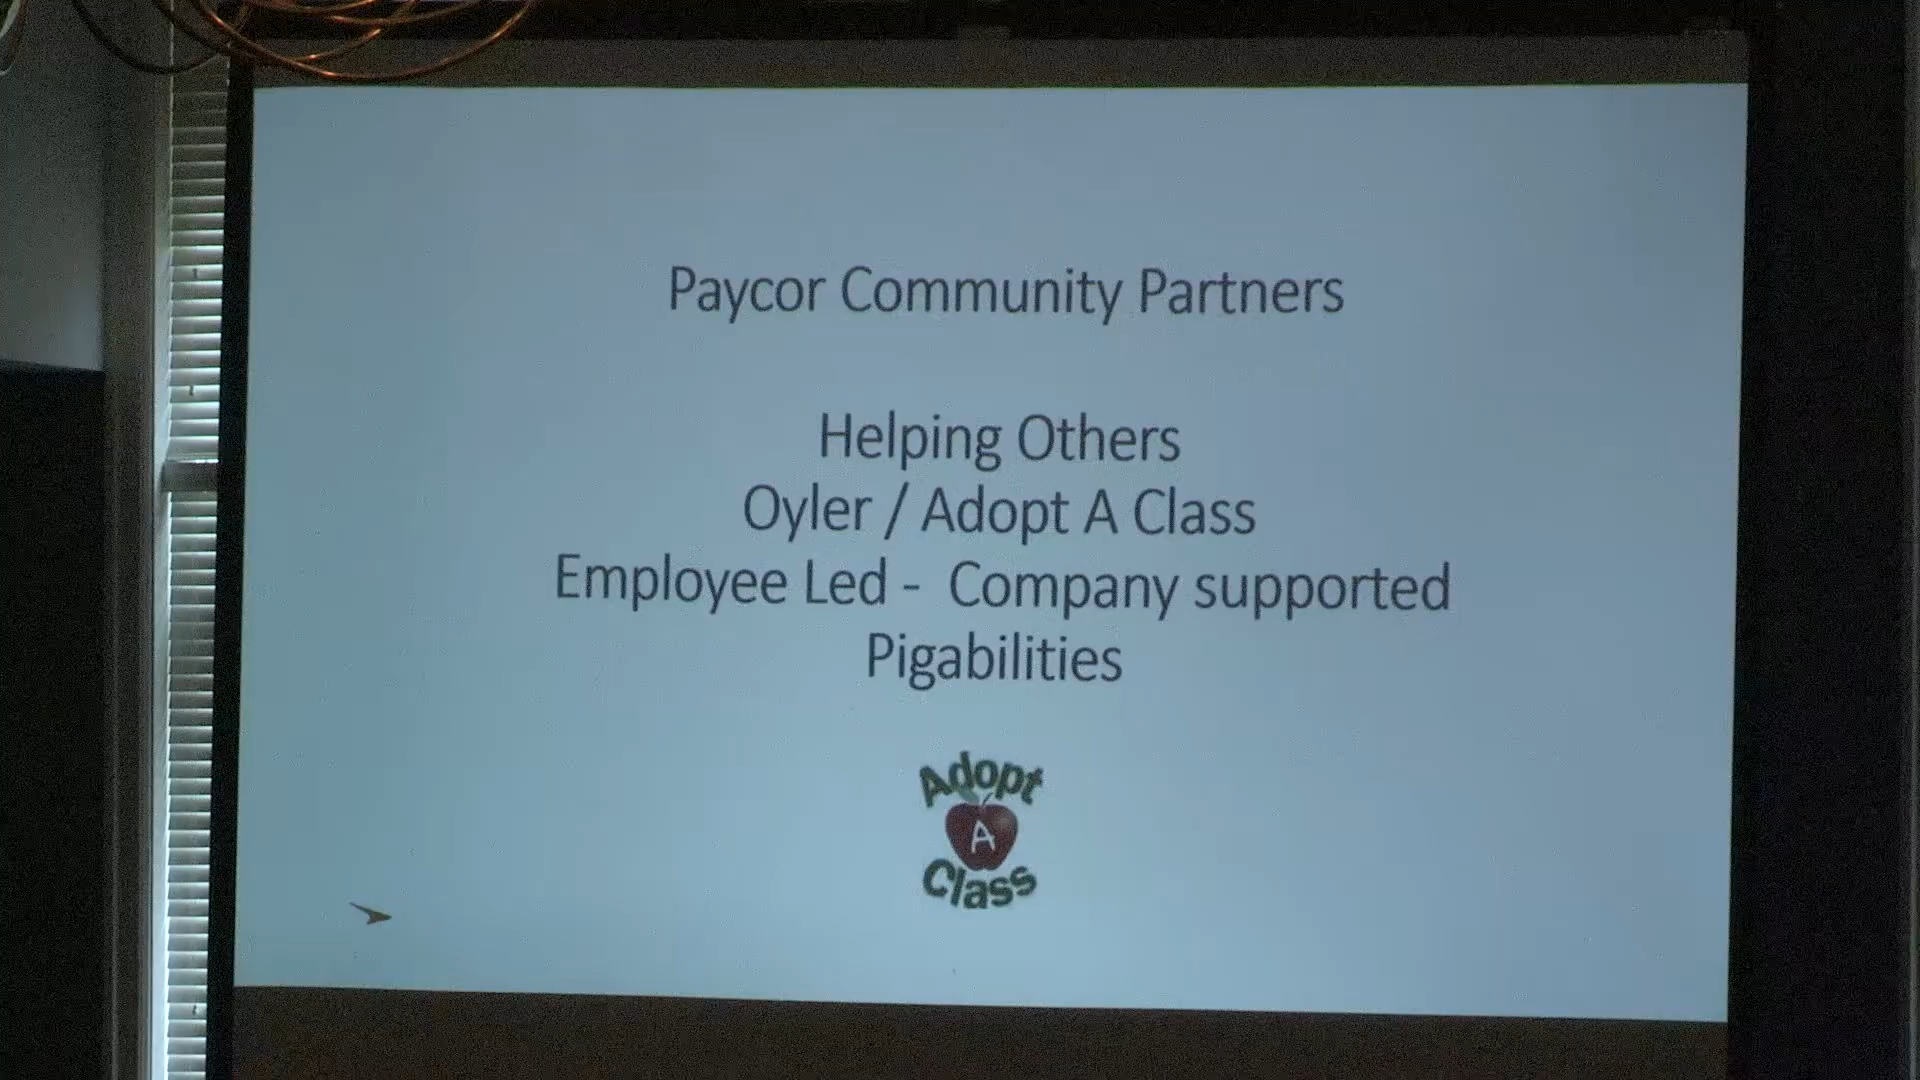 Paycor Community Partners
Helping Others
Oyler / Adopt A Class
Employee Led -  Company supported
Pigabilities
Adopt
A
Class